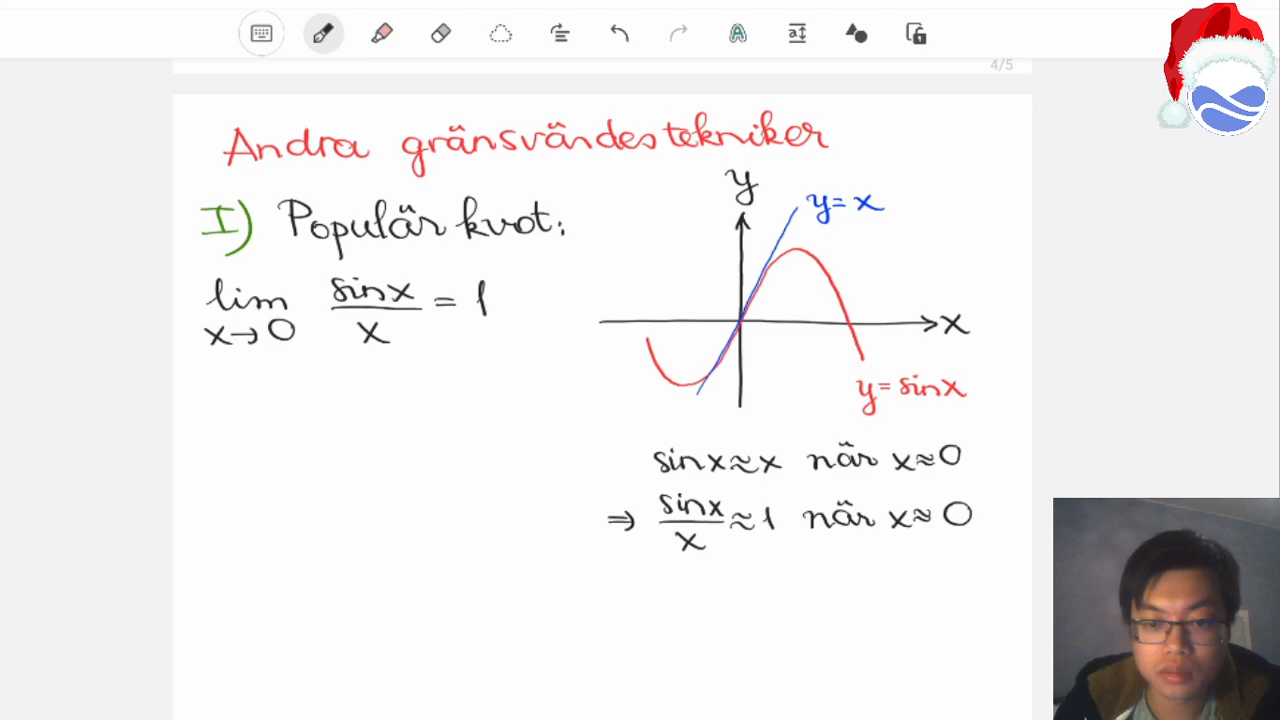 4/5
Andra gränsvärdestekniker
I) Populär kvot:
lim x→0 sinx/x = 1
y
y=x
x
y=sinx
sinx≈x när x≈0
⇒ sinx/x ≈1 när x≈0